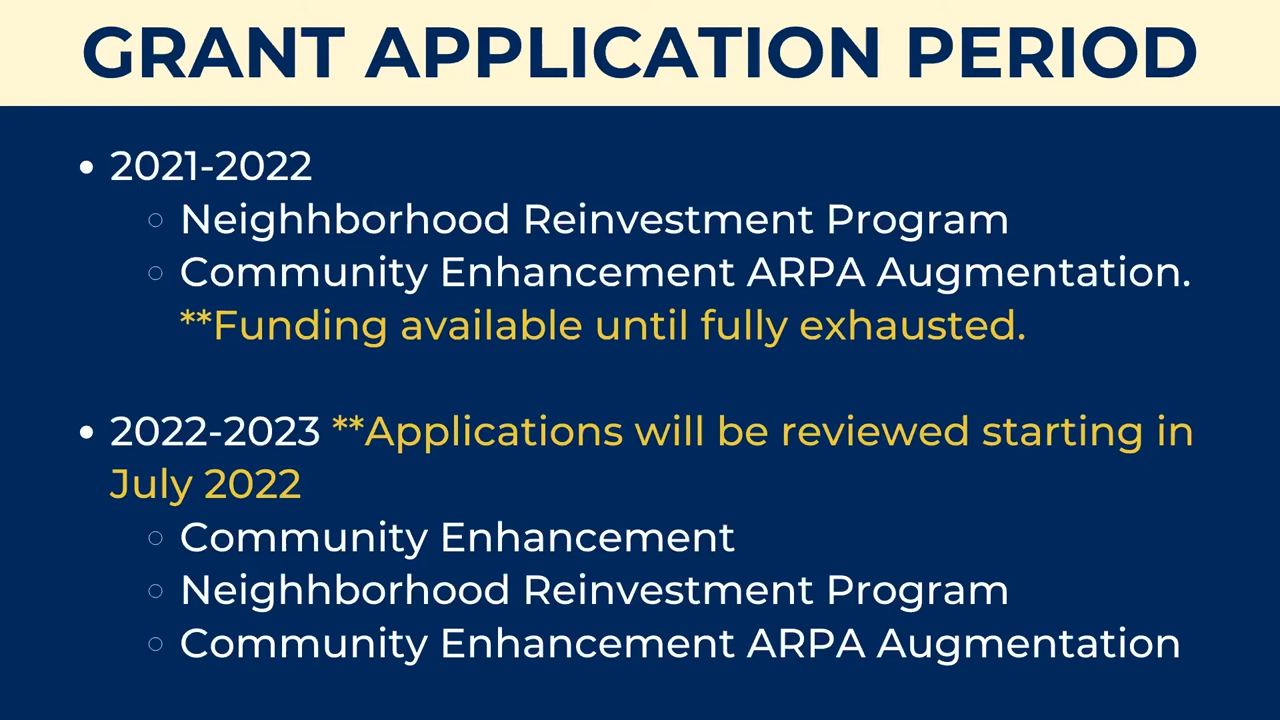 GRANT APPLICATION PERIOD
• 2021-2022
○ Neighhborhood Reinvestment Program
○ Community Enhancement ARPA Augmentation.
**Funding available until fully exhausted.
• 2022-2023 **Applications will be reviewed starting in
July 2022
○ Community Enhancement
○ Neighhborhood Reinvestment Program
○ Community Enhancement ARPA Augmentation